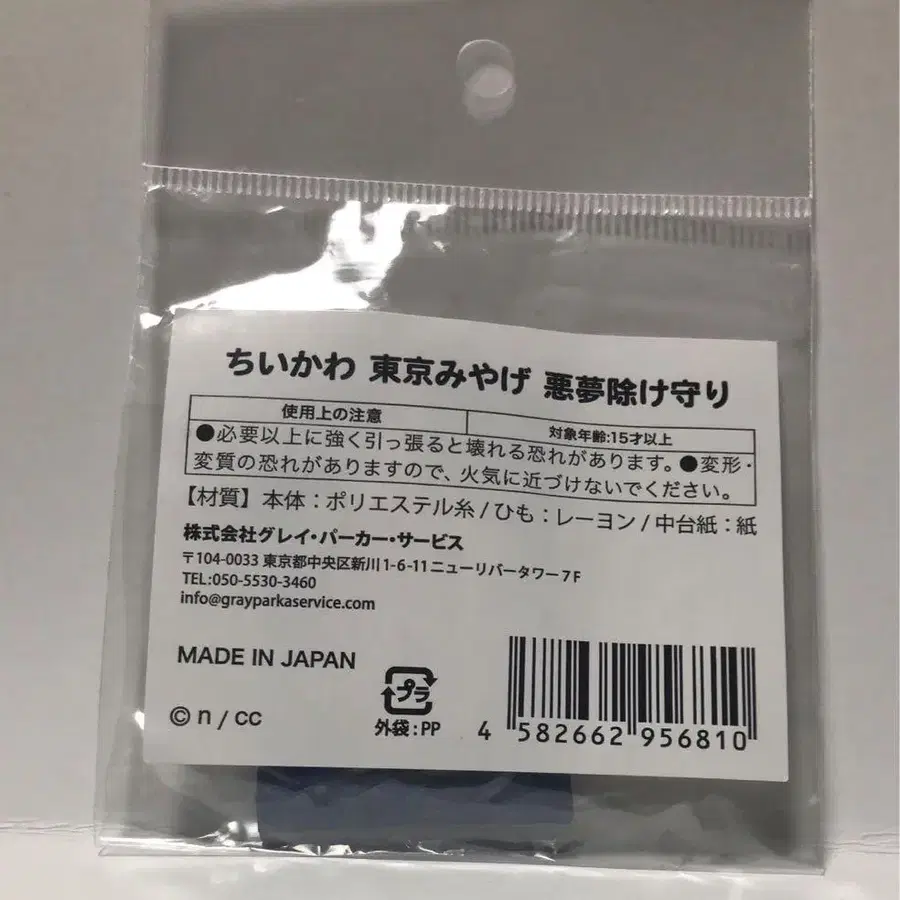 ちいかわ 東京みやげ 悪夢除け守り
使用上の注意
対象年齢:15才以上
●必要以上に強く引っ張ると壊れる恐れがあります。●変形・
変質の恐れがありますので、火気に近づけないでください。
【材質】本体:ポリエステル糸/ひも:レーヨン/中台紙:紙
株式会社グレイ・パーカー・サービス
〒104-0033 東京都中央区新川1-6-11ニューリバータワー7F
TEL:050-5530-3460
info@grayparkaservice.com
MADE IN JAPAN
プラ
外袋:PP
© n / cc
4 582662 956810